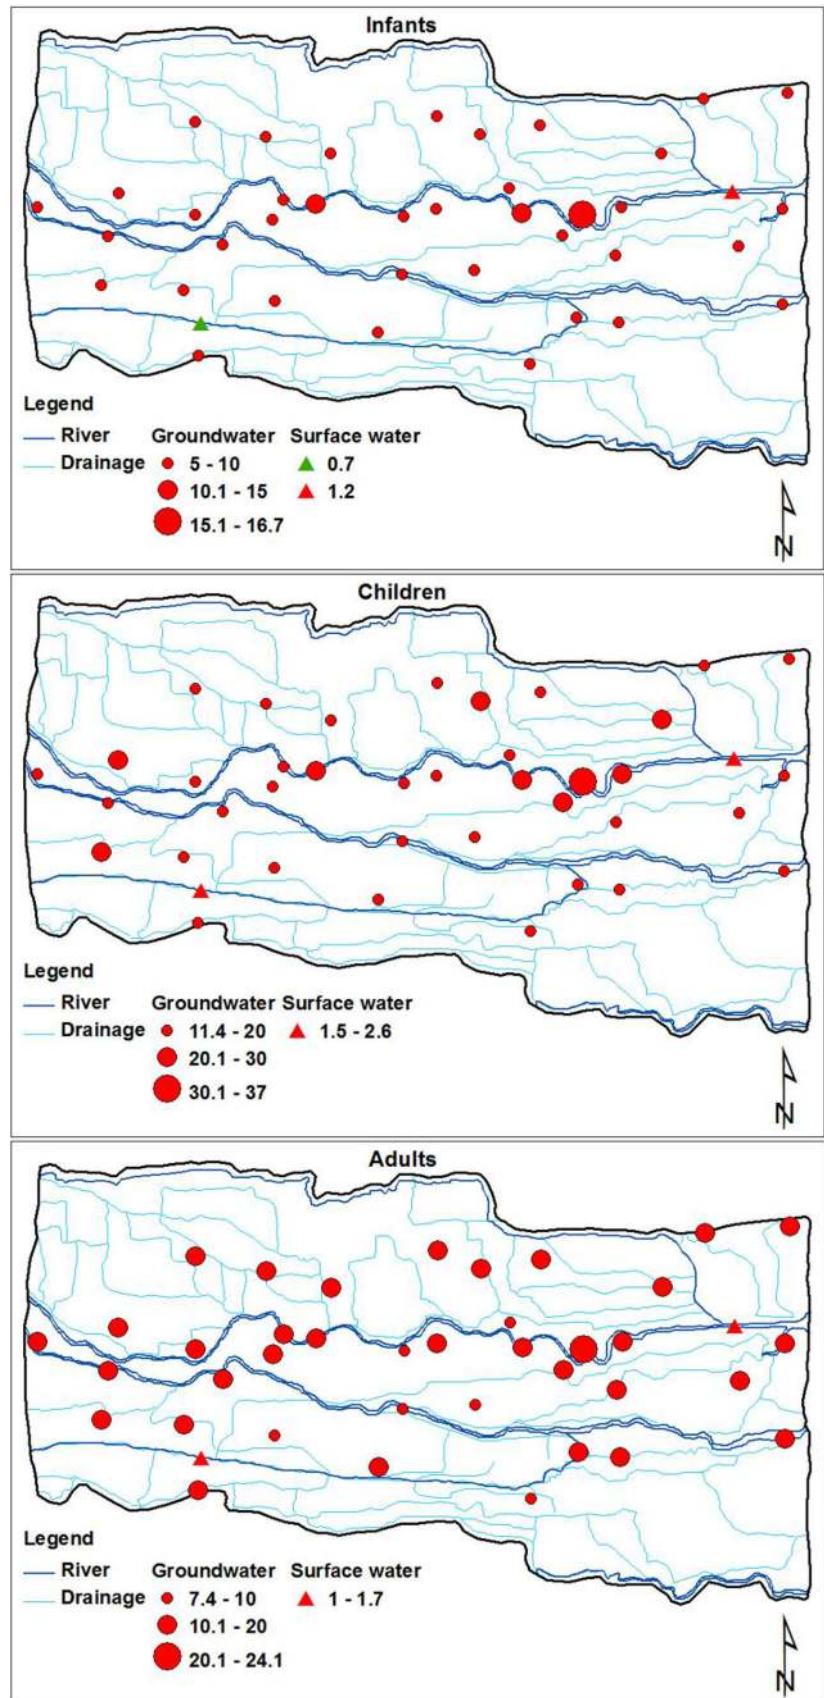 Infants
Legend
River Groundwater Surface water
Drainage 5 - 10 0.7
10.1 - 15 1.2
15.1 - 16.7
N
Children
Legend
River Groundwater Surface water
Drainage 11.4 - 20 1.5 - 2.6
20.1 - 30
30.1 - 37
N
Adults
Legend
River Groundwater Surface water
Drainage 7.4 - 10 1 - 1.7
10.1 - 20
20.1 - 24.1
N